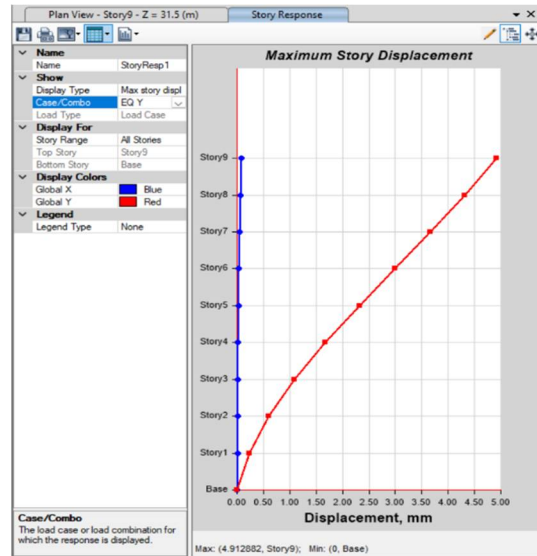 Plan View - Story9 - Z = 31.5 (m)
Story Response
Name
Name StoryResp1
Show
Display Type Max story displ
Case/Combo EQ Y
Load Type Load Case
Display For
Story Range All Stories
Top Story Story9
Bottom Story Base
Display Colors
Global X Blue
Global Y Red
Legend
Legend Type None
Case/Combo
The load case or load combination for
which the response is displayed.
Maximum Story Displacement
Story9
Story8
Story7
Story6
Story5
Story4
Story3
Story2
Story1
Base
0.00 0.50 1.00 1.50 2.00 2.50 3.00 3.50 4.00 4.50 5.00
Displacement, mm
Max: (4.912882, Story9); Min: (0, Base)